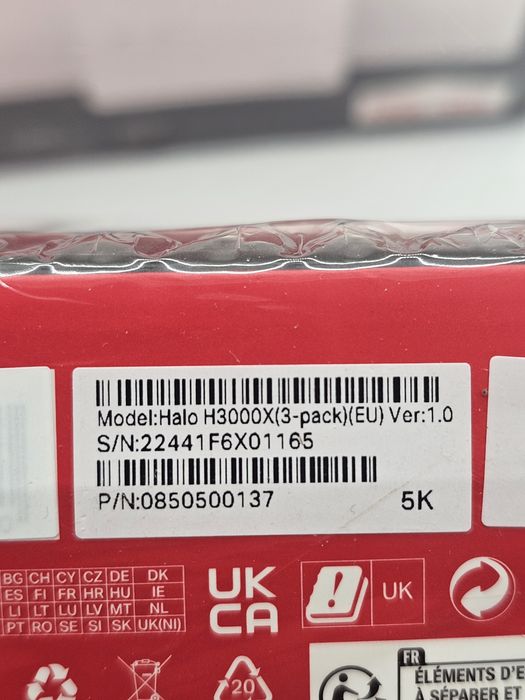 Model:Halo H3000X(3-pack)(EU) Ver:1.0
S/N:22441F6X01165
P/N:0850500137 5K
BG CH CY CZ DE DK
ES FI FR HR HU IE
LI LT LU LV MT NL
PT RO SE SI SK UK(NI)
UK
CA
! UK
20
FR
ÉLÉMENTS D'E
À SÉPARER ET